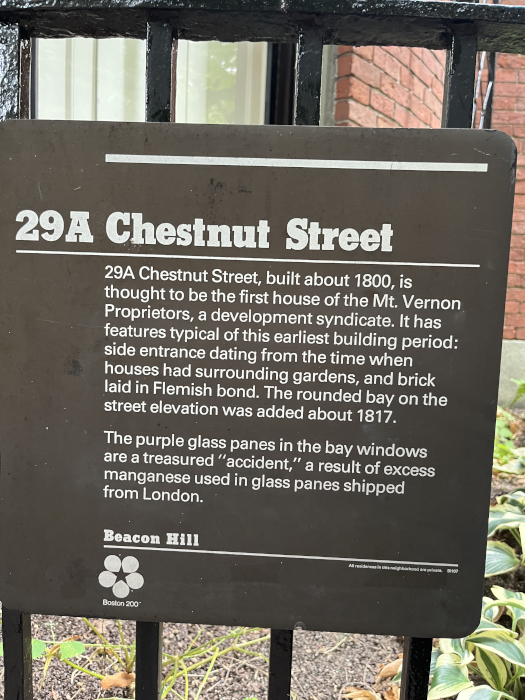 29A Chestnut Street
29A Chestnut Street, built about 1800, is
thought to be the first house of the Mt. Vernon
Proprietors, a development syndicate. It has
features typical of this earliest building period:
side entrance dating from the time when
houses had surrounding gardens, and brick
laid in Flemish bond. The rounded bay on the
street elevation was added about 1817.
The purple glass panes in the bay windows
are a treasured "accident," a result of excess
manganese used in glass panes shipped
from London.
Beacon Hill
All residences in this neighborhood are private.
Boston 200